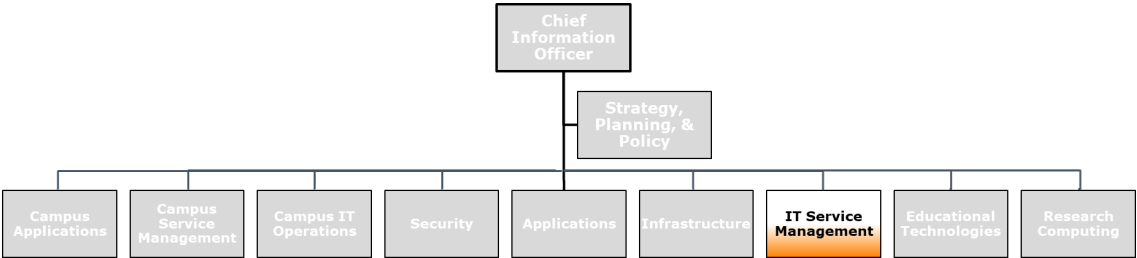 Chief
Information
Officer
Strategy,
Planning, &
Policy
Campus
Applications
Campus
Service
Management
Campus IT
Operations
Security
Applications
Infrastructure
IT Service
Management
Educational
Technologies
Research
Computing